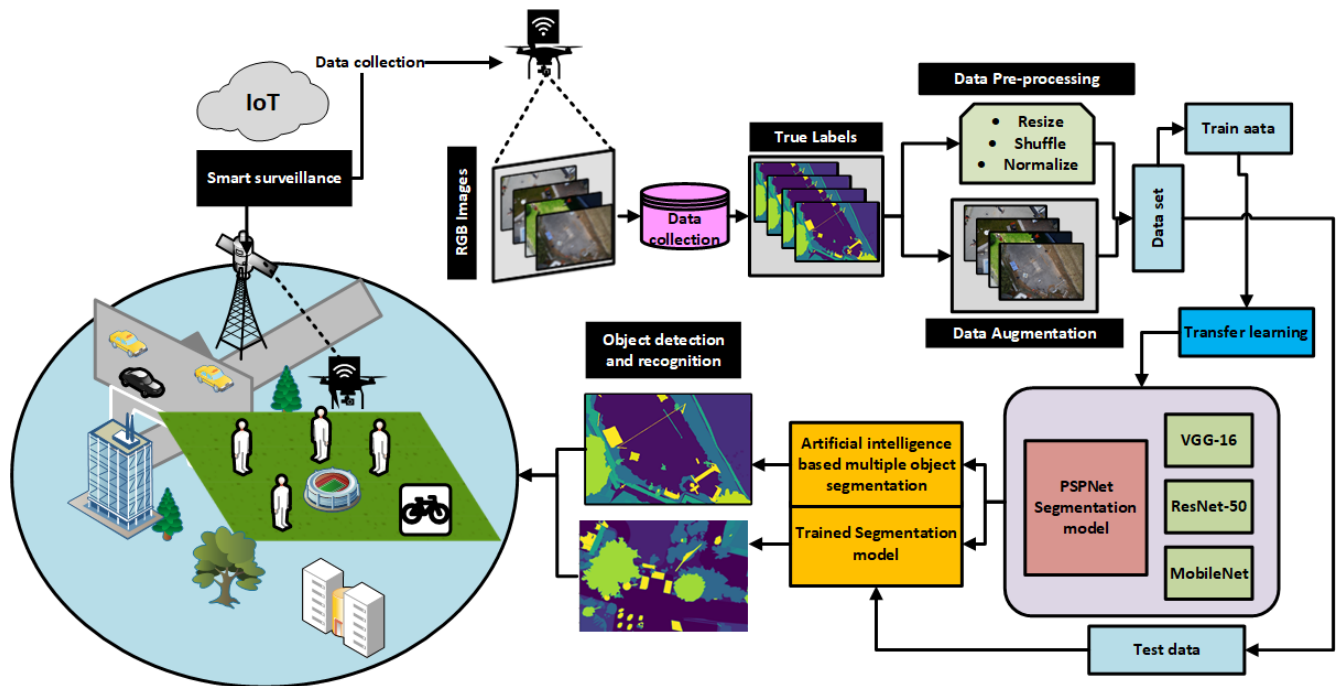 Data collection
IoT
Smart surveillance
RGB Images
Data
collection
True Labels
Data Pre-processing
• Resize
• Shuffle
• Normalize
Data Augmentation
Data set
Train aata
Transfer learning
VGG-16
PSPNet
Segmentation
model
ResNet-50
MobileNet
Test data
Artificial intelligence
based multiple object
segmentation
Trained Segmentation
model
Object detection
and recognition